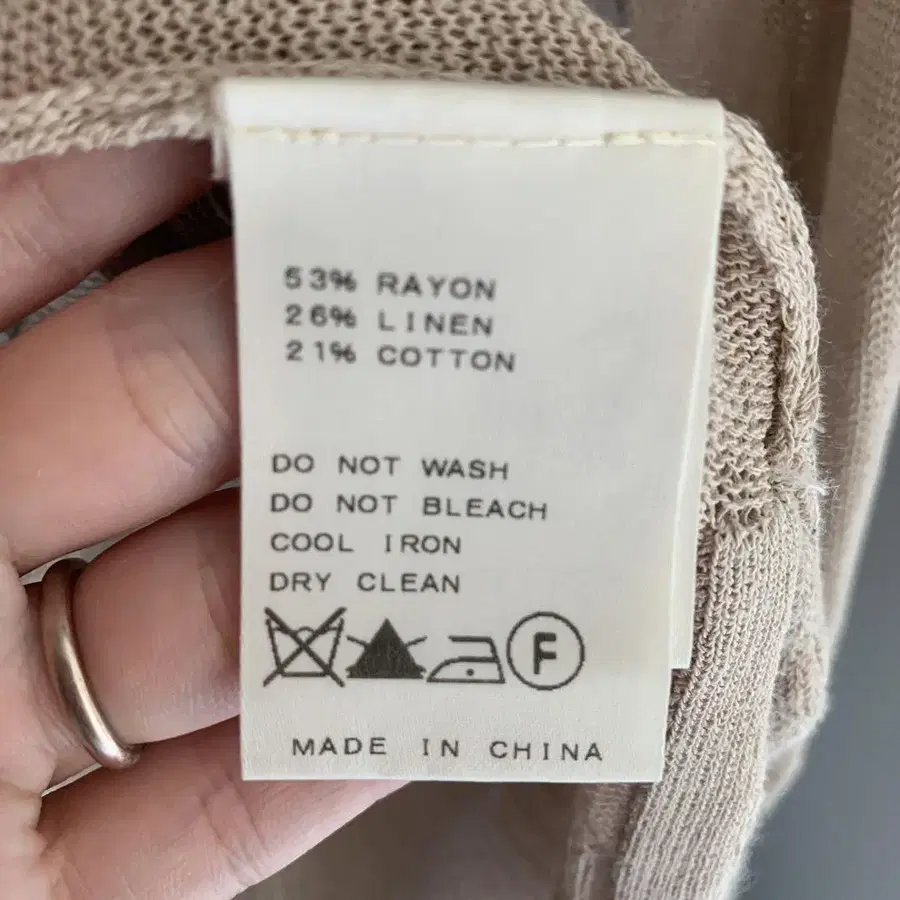 53% RAYON
26% LINEN
21% COTTON
DO NOT WASH
DO NOT BLEACH
COOL IRON
DRY CLEAN
F
MADE IN CHINA